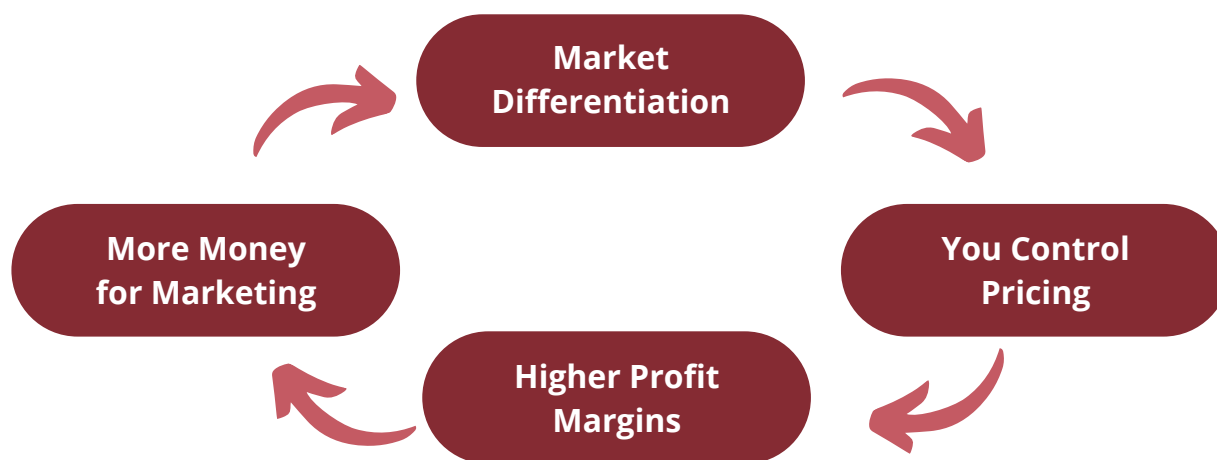 Market
Differentiation
You Control
Pricing
Higher Profit
Margins
More Money
for Marketing